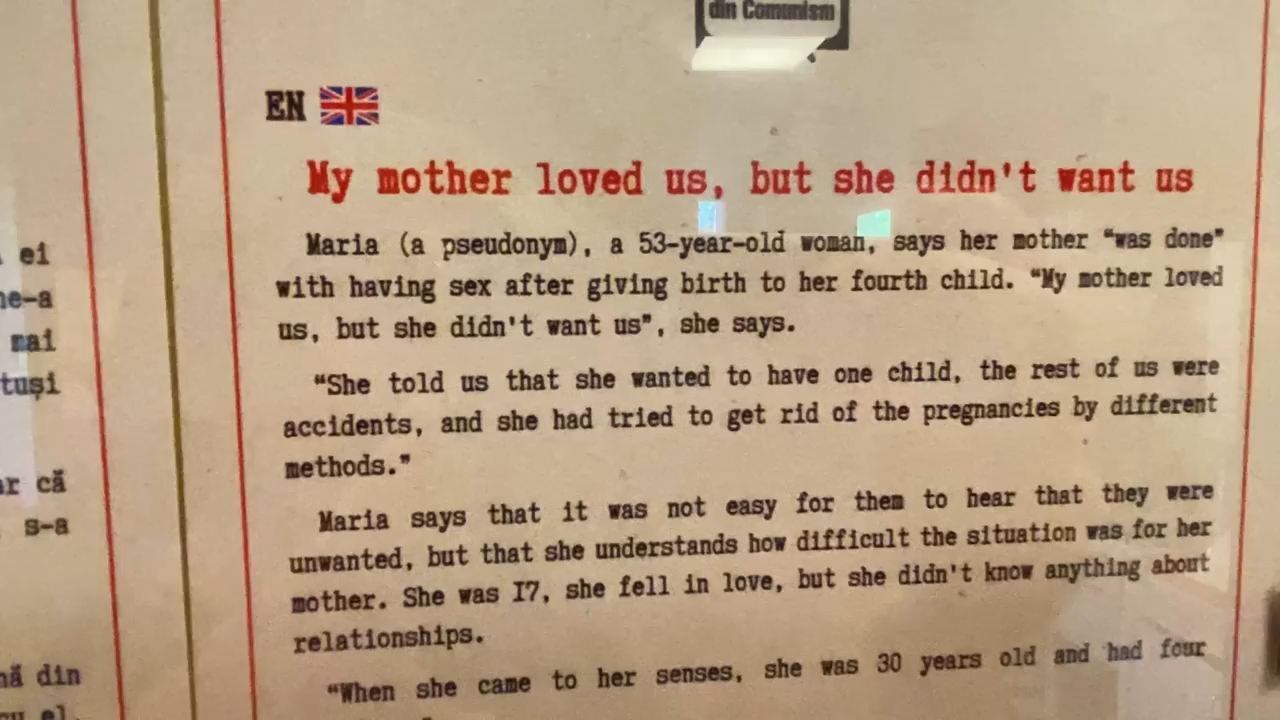 din Comunism
EN
My mother loved us, but she didn't want us
Maria (a pseudonym), a 53-year-old woman, says her mother “was done”
with having sex after giving birth to her fourth child. “My mother loved
us, but she didn't want us”, she says.
“She told us that she wanted to have one child, the rest of us were
accidents, and she had tried to get rid of the pregnancies by different
methods.”
Maria says that it was not easy for them to hear that they were
unwanted, but that she understands how difficult the situation was for her
mother. She was I7, she fell in love, but she didn't know anything about
relationships.
“When she came to her senses, she was 30 years old and had four
ei
mai
că
s-a
din
el.